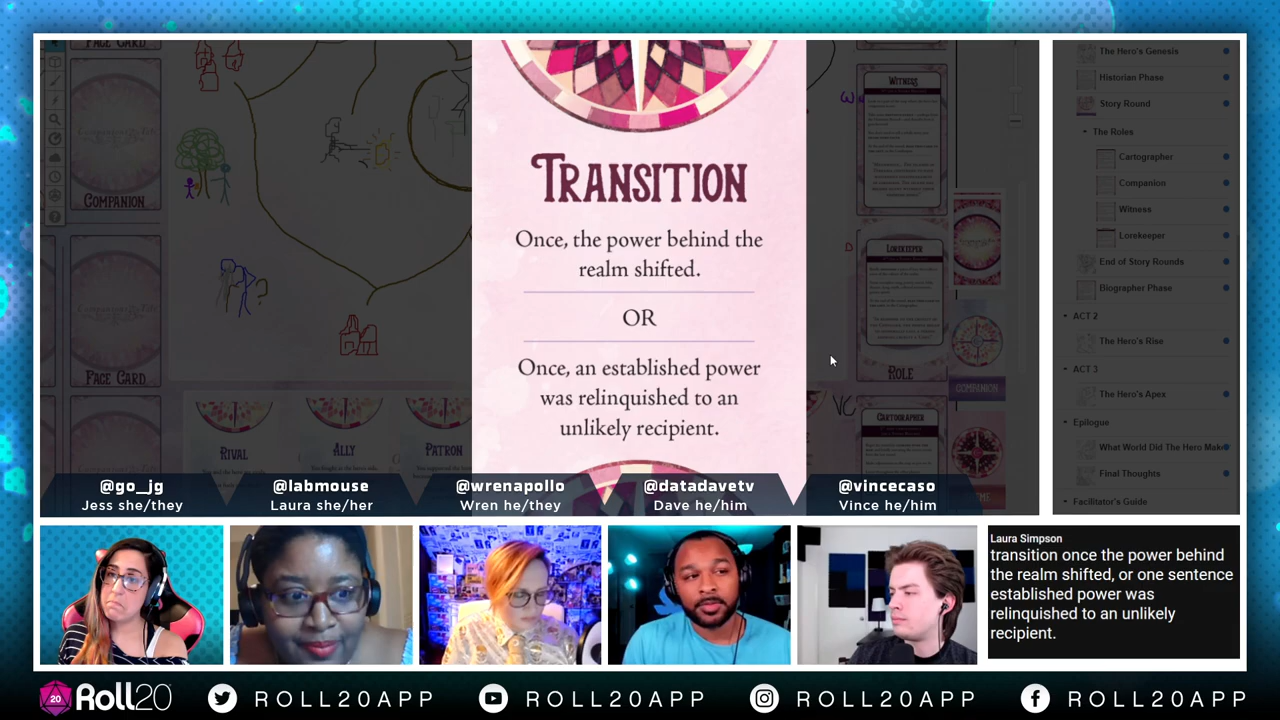 FACE CARD
COMPANION
FACE CARD
RIVAL
ALLY
PATRON
TRANSITION
Once, the power behind the
realm shifted.
OR
Once, an established power
was relinquished to an
unlikely recipient.
WITNESS
LOREKEEPER
ROLE
CARTOGRAPHER
COMPANION
The Hero's Genesis
Historian Phase
Story Round
The Roles
Cartographer
Companion
Witness
Lorekeeper
End of Story Rounds
Biographer Phase
ACT 2
The Hero's Rise
ACT 3
The Hero's Apex
Epilogue
What World Did The Hero Make
Final Thoughts
Facilitator's Guide
@go_jg
Jess she/they
@labmouse
Laura she/her
@wrenapollo
Wren he/they
@datadavetv
Dave he/him
@vincecaso
Vince he/him
Laura Simpson
transition once the power behind
the realm shifted, or one sentence
established power was
relinquished to an unlikely
recipient.
20
Roll20
ROLL20APP
ROLL20APP
ROLL20APP
ROLL20APP